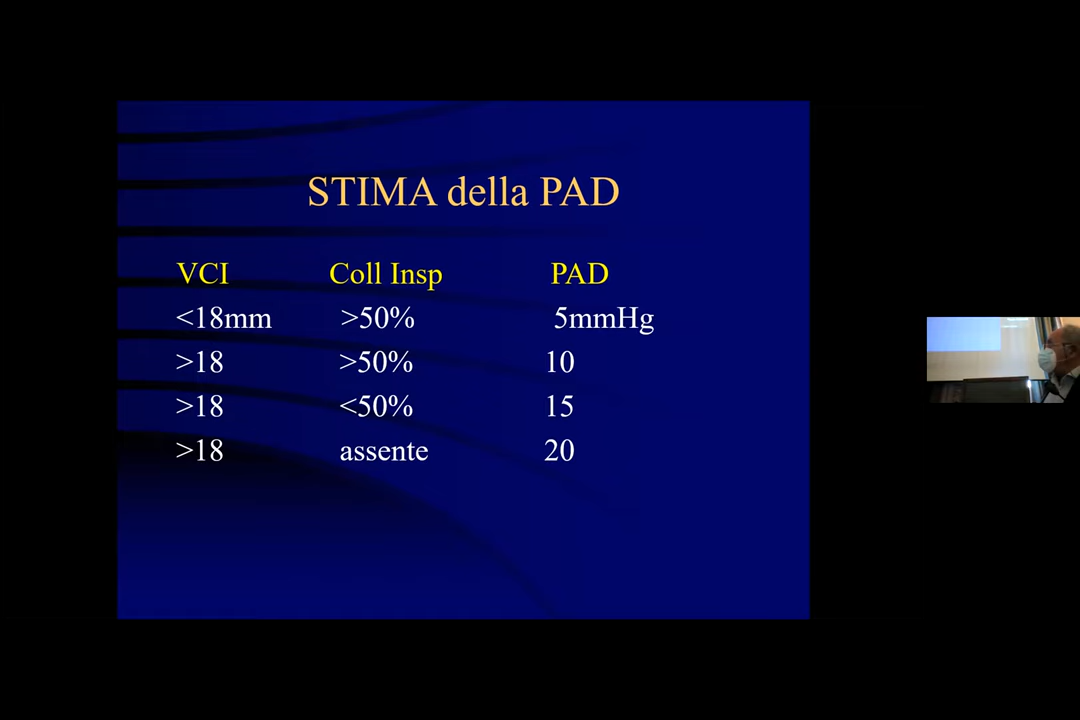 STIMA della PAD
VCI Coll Insp PAD
<18mm >50% 5mmHg
>18 >50% 10
>18 <50% 15
>18 assente 20